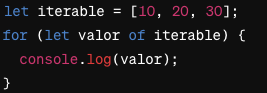 let iterable = [10, 20, 30];
for (let valor of iterable) {
  console.log(valor);
}